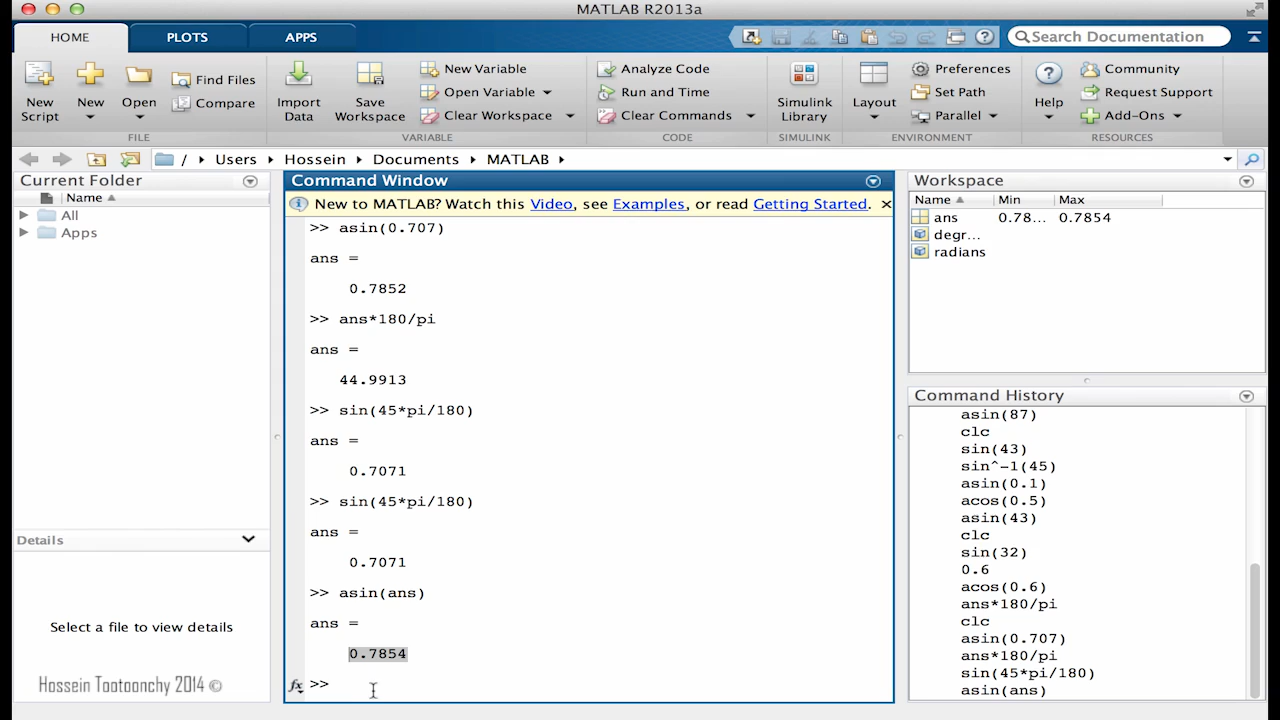 MATLAB R2013a
HOME PLOTS APPS Search Documentation
New Script
New
Open
Find Files
Compare
Import Data
Save Workspace
New Variable
Open Variable
Clear Workspace
Analyze Code
Run and Time
Clear Commands
Simulink Library
Layout
Preferences
Set Path
Parallel
Help
Community
Request Support
Add-Ons
FILE VARIABLE CODE SIMULINK ENVIRONMENT RESOURCES
/ Users Hossein Documents MATLAB
Current Folder
Name
All
Apps
Details
Select a file to view details
Hossein Tootoonchy 2014 ©
Command Window
New to MATLAB? Watch this Video, see Examples, or read Getting Started.
>> asin(0.707)
ans =
0.7852
>> ans*180/pi
ans =
44.9913
>> sin(45*pi/180)
ans =
0.7071
>> sin(45*pi/180)
ans =
0.7071
>> asin(ans)
ans =
0.7854
fx >>
Workspace
Name Min Max
ans 0.78... 0.7854
degr...
radians
Command History
asin(87)
clc
sin(43)
sin^-1(45)
asin(0.1)
acos(0.5)
asin(43)
clc
sin(32)
0.6
acos(0.6)
ans*180/pi
clc
asin(0.707)
ans*180/pi
sin(45*pi/180)
asin(ans)